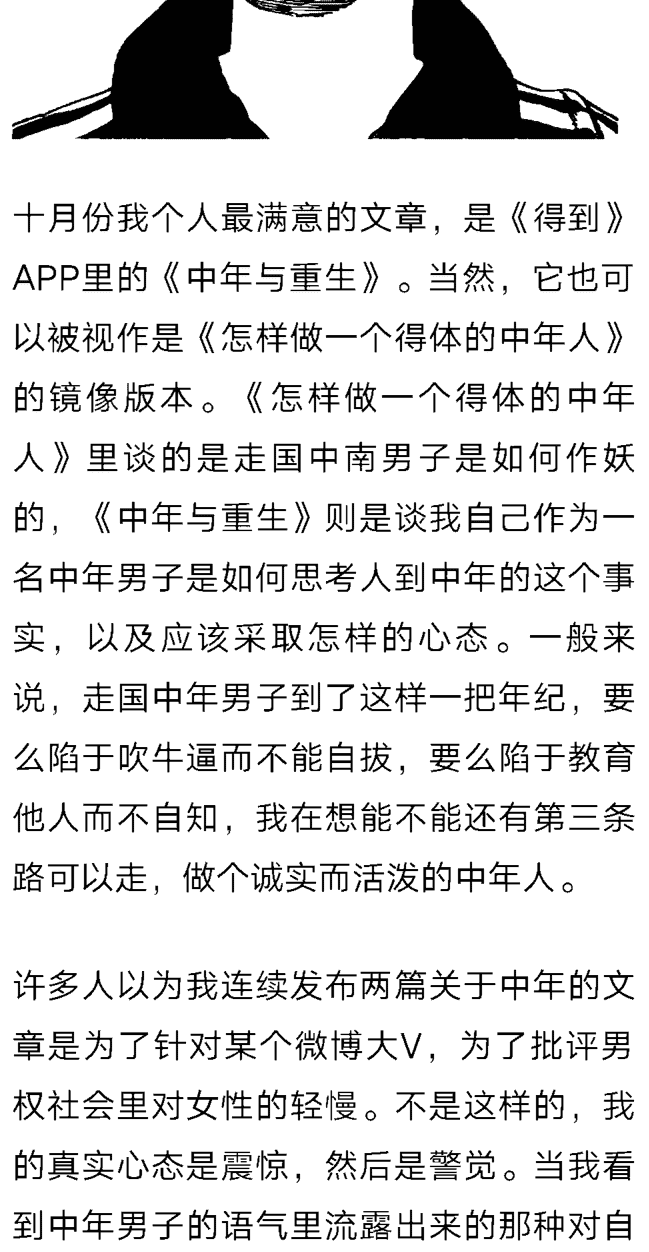 十月份我个人最满意的文章，是《得到》
APP里的《中年与重生》。当然，它也可
以被视作是《怎样做一个得体的中年人》
的镜像版本。《怎样做一个得体的中年
人》里谈的是走国中南男子是如何作妖
的，《中年与重生》则是谈我自己作为一
名中年男子是如何思考人到中年的这个事
实，以及应该采取怎样的心态。一般来
说，走国中年男子到了这样一把年纪，要
么陷于吹牛逼而不能自拔，要么陷于教育
他人而不自知，我在想能不能还有第三条
路可以走，做个诚实而活泼的中年人。
许多人以为我连续发布两篇关于中年的文
章是为了针对某个微博大V，为了批评男
权社会里对女性的轻慢。不是这样的，我
的真实心态是震惊，然后是警觉。当我看
到中年男子的语气里流露出来的那种对自